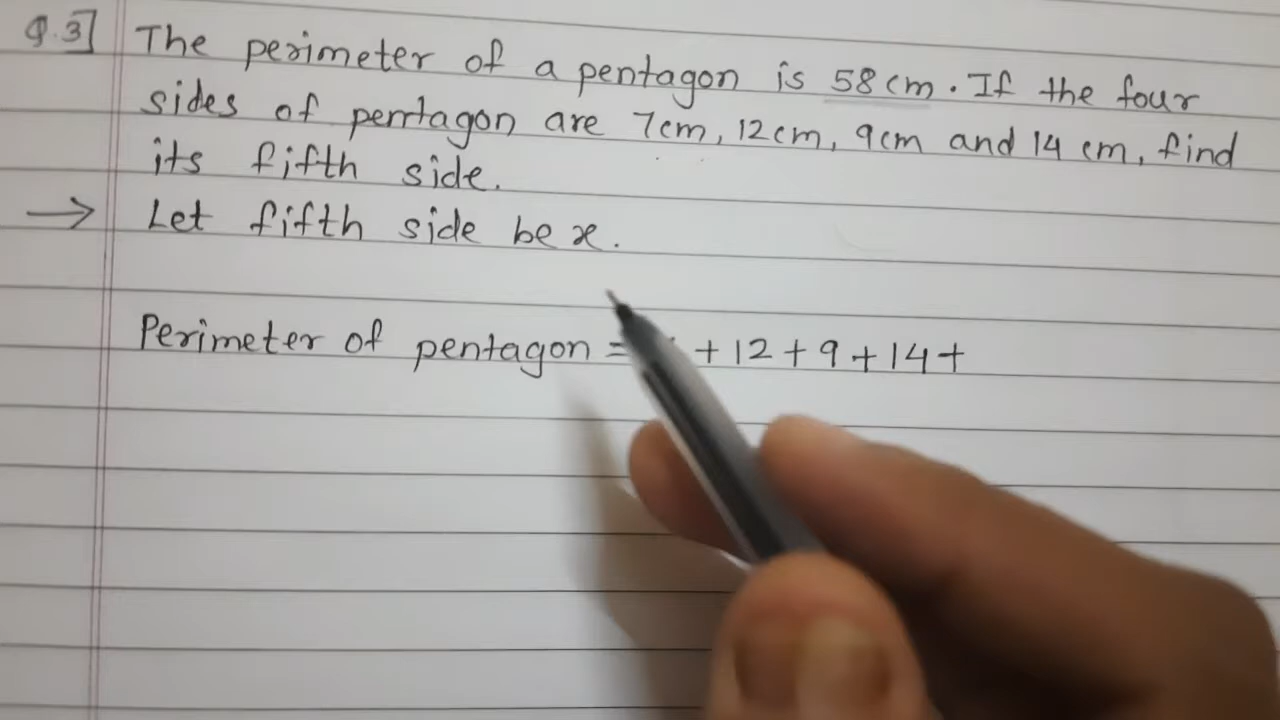 Q.3] The perimeter of a pentagon is 58 cm. If the four
sides of pentagon are 7cm, 12cm, 9cm and 14 cm, find
its fifth side.
→ Let fifth side be x.
Perimeter of pentagon = + 12 + 9 + 14 +